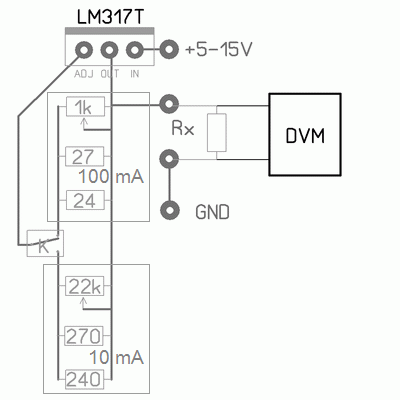 LM317T
ADJ OUT IN
+5-15V
1k
Rx
DVM
27
100 mA
24
GND
K
22k
270
10 mA
240